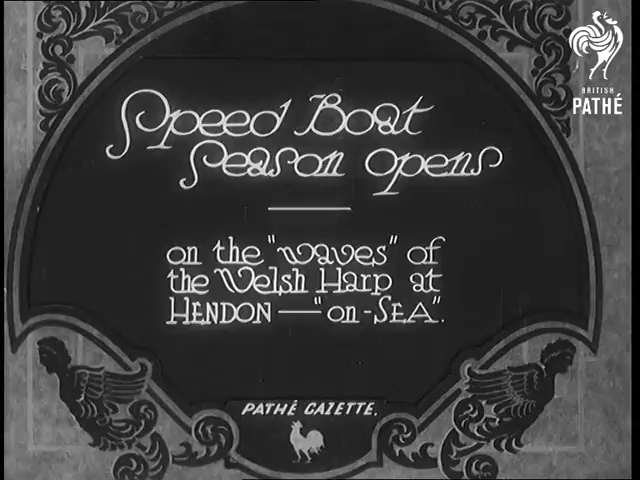 BRITISH
PATHÉ
Speed Boat
Season opens
on the "waves" of
the Welsh Harp at
HENDON — "on-SEA".
PATHÉ GAZETTE.